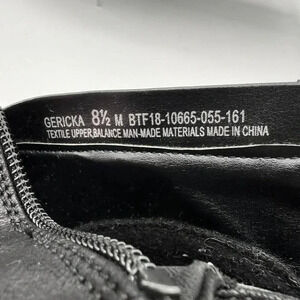 GERICKA 8½ M BTF18-10665-055-161
TEXTILE UPPER,BALANCE MAN-MADE MATERIALS MADE IN CHINA